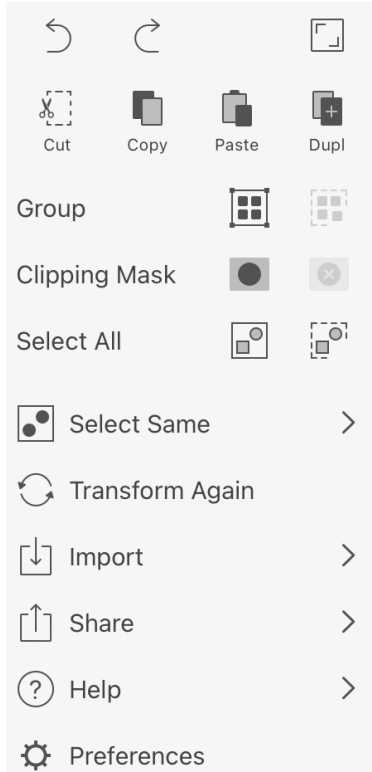 Cut Copy Paste Dupl
Group
Clipping Mask
Select All
Select Same
Transform Again
Import
Share
? Help
Preferences